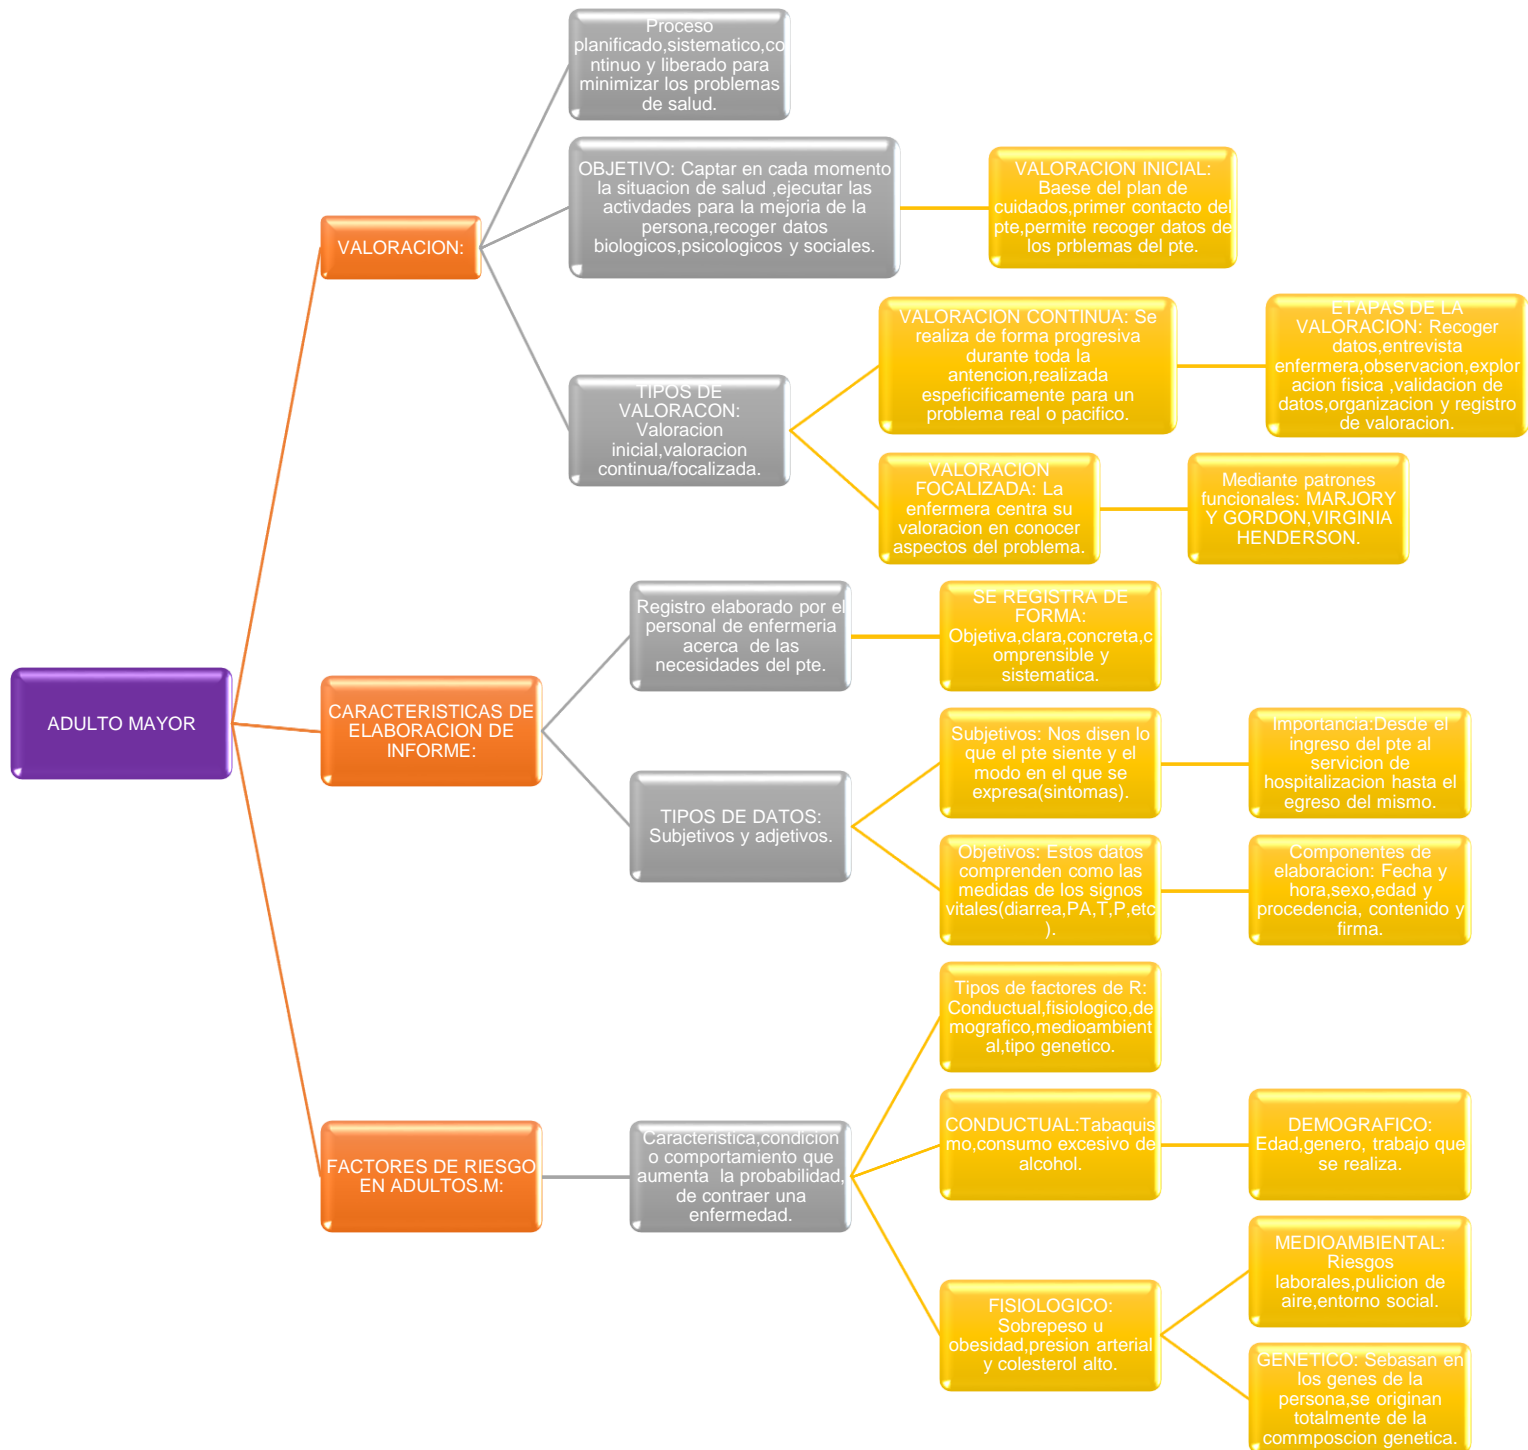 ADULTO MAYOR
VALORACION:
Proceso
planificado,sistematico,co
ntinuo y liberado para
minimizar los problemas
de salud.
OBJETIVO: Captar en cada momento
la situacion de salud ,ejecutar las
activdades para la mejoria de la
persona,recoger datos
biologicos,psicologicos y sociales.
VALORACION INICIAL:
Baese del plan de
cuidados,primer contacto del
pte,permite recoger datos de
los prblemas del pte.
TIPOS DE
VALORACON:
Valoracion
inicial,valoracion
continua/focalizada.
VALORACION CONTINUA: Se
realiza de forma progresiva
durante toda la
antencion,realizada
espeficificamente para un
problema real o pacifico.
ETAPAS DE LA
VALORACION: Recoger
datos,entrevista
enfermera,observacion,explor
acion fisica ,validacion de
datos,organizacion y registro
de valoracion.
VALORACION
FOCALIZADA: La
enfermera centra su
valoracion en conocer
aspectos del problema.
Mediante patrones
funcionales: MARJORY
Y GORDON,VIRGINIA
HENDERSON.
CARACTERISTICAS DE
ELABORACION DE
INFORME:
Registro elaborado por el
personal de enfermeria
acerca  de las
necesidades del pte.
SE REGISTRA DE
FORMA:
Objetiva,clara,concreta,c
omprensible y
sistematica.
TIPOS DE DATOS:
Subjetivos y adjetivos.
Subjetivos: Nos disen lo
que el pte siente y el
modo en el que se
expresa(sintomas).
Importancia:Desde el
ingreso del pte al
servicion de
hospitalizacion hasta el
egreso del mismo.
Objetivos: Estos datos
comprenden como las
medidas de los signos
vitales(diarrea,PA,T,P,etc
).
Componentes de
elaboracion: Fecha y
hora,sexo,edad y
procedencia, contenido y
firma.
FACTORES DE RIESGO
EN ADULTOS.M:
Caracteristica,condicion
o comportamiento que
aumenta  la probabilidad,
de contraer una
enfermedad.
Tipos de factores de R:
Conductual,fisiologico,de
mografico,medioambient
al,tipo genetico.
CONDUCTUAL:Tabaquis
mo,consumo excesivo de
alcohol.
DEMOGRAFICO:
Edad,genero, trabajo que
se realiza.
FISIOLOGICO:
Sobrepeso u
obesidad,presion arterial
y colesterol alto.
MEDIOAMBIENTAL:
Riesgos
laborales,pulicion de
aire,entorno social.
GENETICO: Sebasan en
los genes de la
persona,se originan
totalmente de la
commposcion genetica.